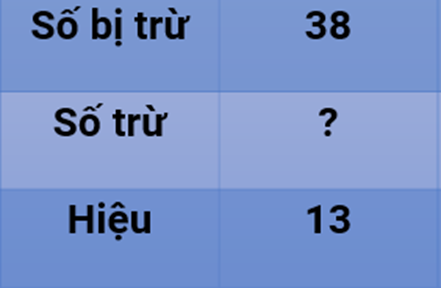 Số bị trừ 38
Số trừ ?
Hiệu 13